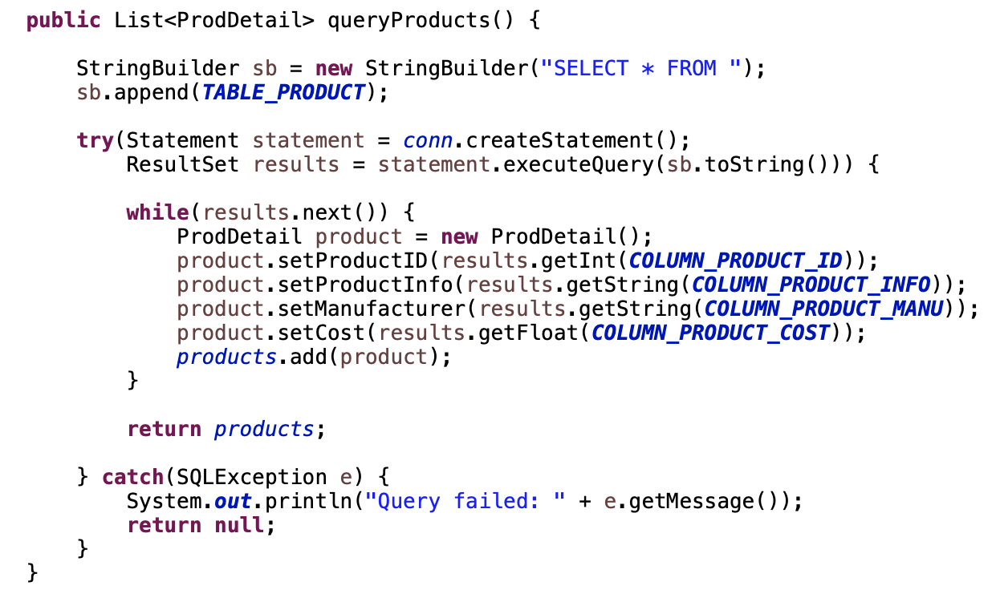 public List<ProdDetail> queryProducts() {
StringBuilder sb = new StringBuilder("SELECT * FROM ");
sb.append(TABLE_PRODUCT);
try(Statement statement = conn.createStatement();
ResultSet results = statement.executeQuery(sb.toString())) {
while(results.next()) {
ProdDetail product = new ProdDetail();
product.setProductID(results.getInt(COLUMN_PRODUCT_ID));
product.setProductInfo(results.getString(COLUMN_PRODUCT_INFO));
product.setManufacturer(results.getString(COLUMN_PRODUCT_MANU));
product.setCost(results.getFloat(COLUMN_PRODUCT_COST));
products.add(product);
}
return products;
} catch(SQLException e) {
System.out.println("Query failed: " + e.getMessage());
return null;
}
}